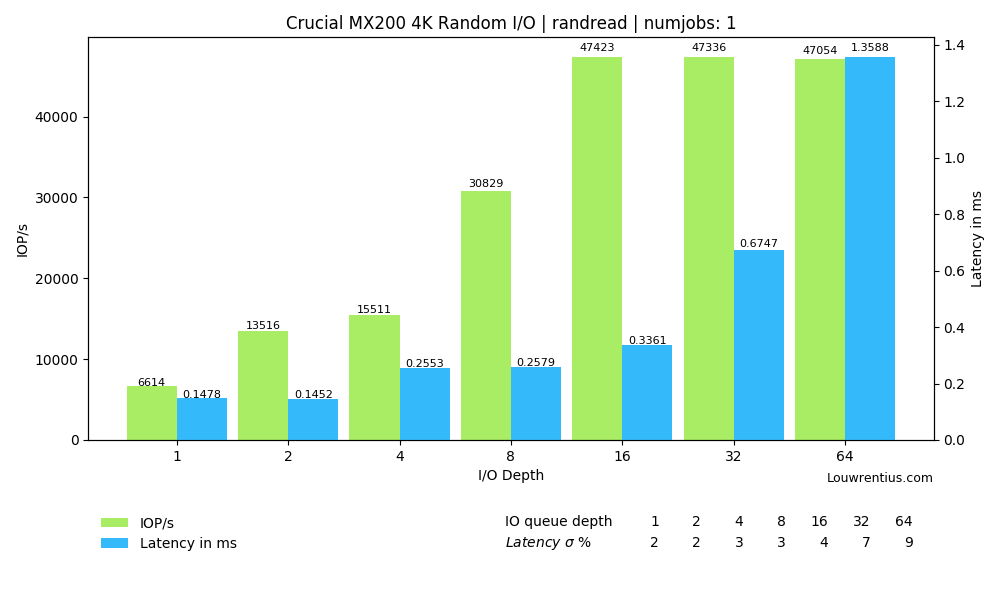 Crucial MX200 4K Random I/O | randread | numjobs: 1
47423 47336 47054 1.3588 1.4
40000 1.2
1.0
30829
30000 0.8
IOP/s
Latency in ms
0.6747
20000 0.6
13516 15511 0.3361 0.4
10000 0.2553 0.2579
6614 0.1478 0.1452 0.2
0 0.0
1 2 4 8 16 32 64
I/O Depth
Louwrentius.com
IOP/s
Latency in ms
IO queue depth 1 2 4 8 16 32 64
Latency σ % 2 2 3 3 4 7 9